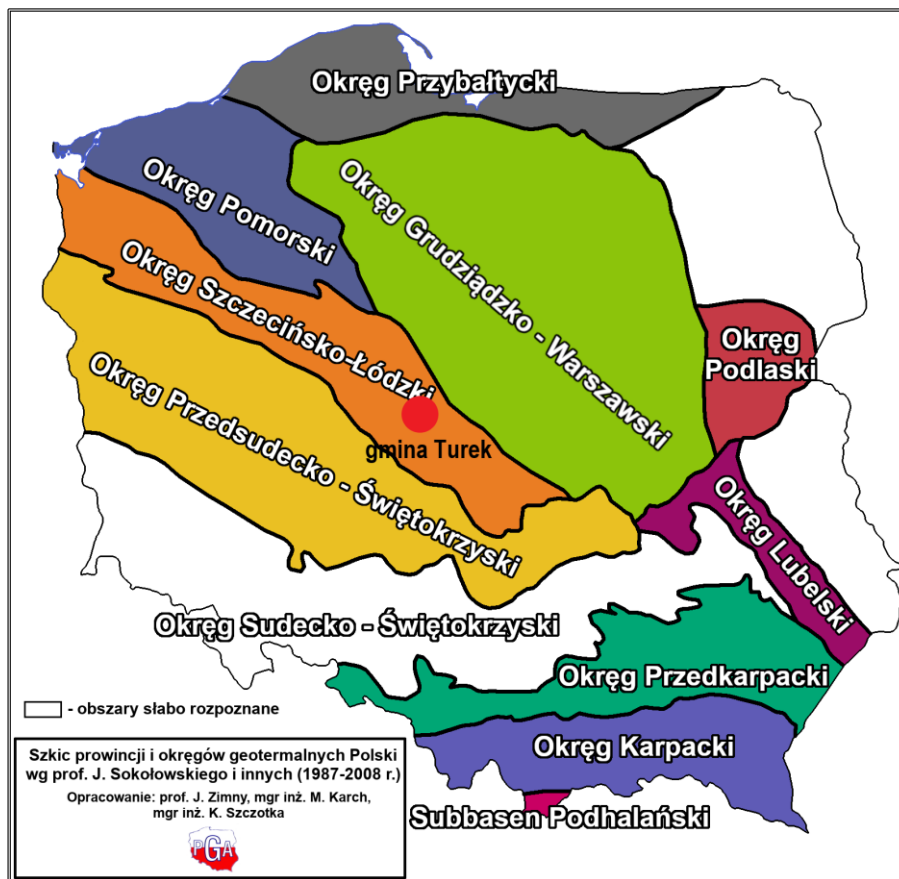 Okręg Przybałtycki
Okręg Pomorski
Okręg Grudziądzko - Warszawski
Okręg Szczecińsko-Łódzki
Okręg
Podlaski
Okręg Przedsudecko - Świętokrzyski
gmina Turek
Okręg Lubelski
Okręg Sudecko - Świętokrzyski
Okręg Przedkarpacki
- obszary słabo rozpoznane
Okręg Karpacki
Subbasen Podhalański
Szkic prowincji i okręgów geotermalnych Polski
wg prof. J. Sokołowskiego i innych (1987-2008 r.)
Opracowanie: prof. J. Zimny, mgr inż. M. Karch,
mgr inż. K. Szczotka
PGA